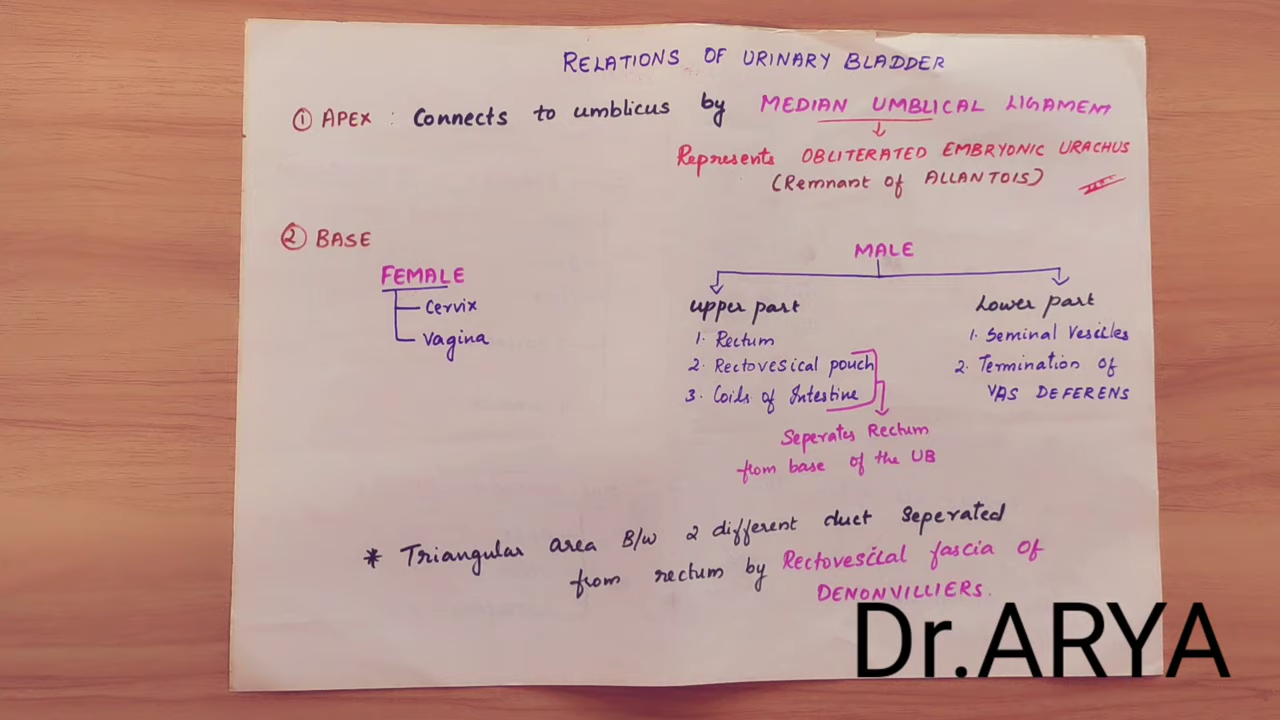 RELATIONS OF URINARY BLADDER
① APEX : Connects to umblicus by MEDIAN UMBLICAL LIGAMENT
Represents OBLITERATED EMBRYONIC URACHUS
(Remnant of ALLANTOIS)
② BASE
FEMALE
Cervix
Vagina
MALE
upper part
1. Rectum
2. Rectovesical pouch
3. Coils of Intestine
Seperates Rectum
from base of the UB
Lower part
1. Seminal Vesicles
2. Termination of
VAS DEFERENS
* Triangular area B/w 2 different duct seperated
from rectum by Rectovesical fascia of
DENONVILLIERS.
Dr.ARYA